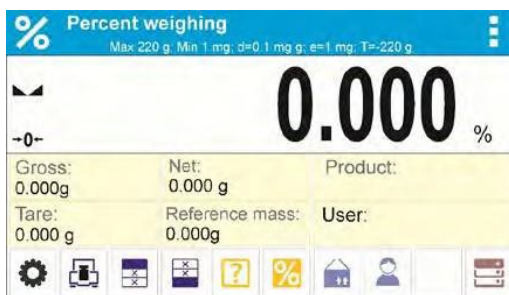 % Percent weighing
Max 220 g; Min 1 mg; d=0.1 mg g; e=1 mg; T=-220 g
0.000 %
→0←
Gross: Net: Product:
0.000g 0.000 g
Tare: Reference mass: User:
0.000 g 0.000g
? %